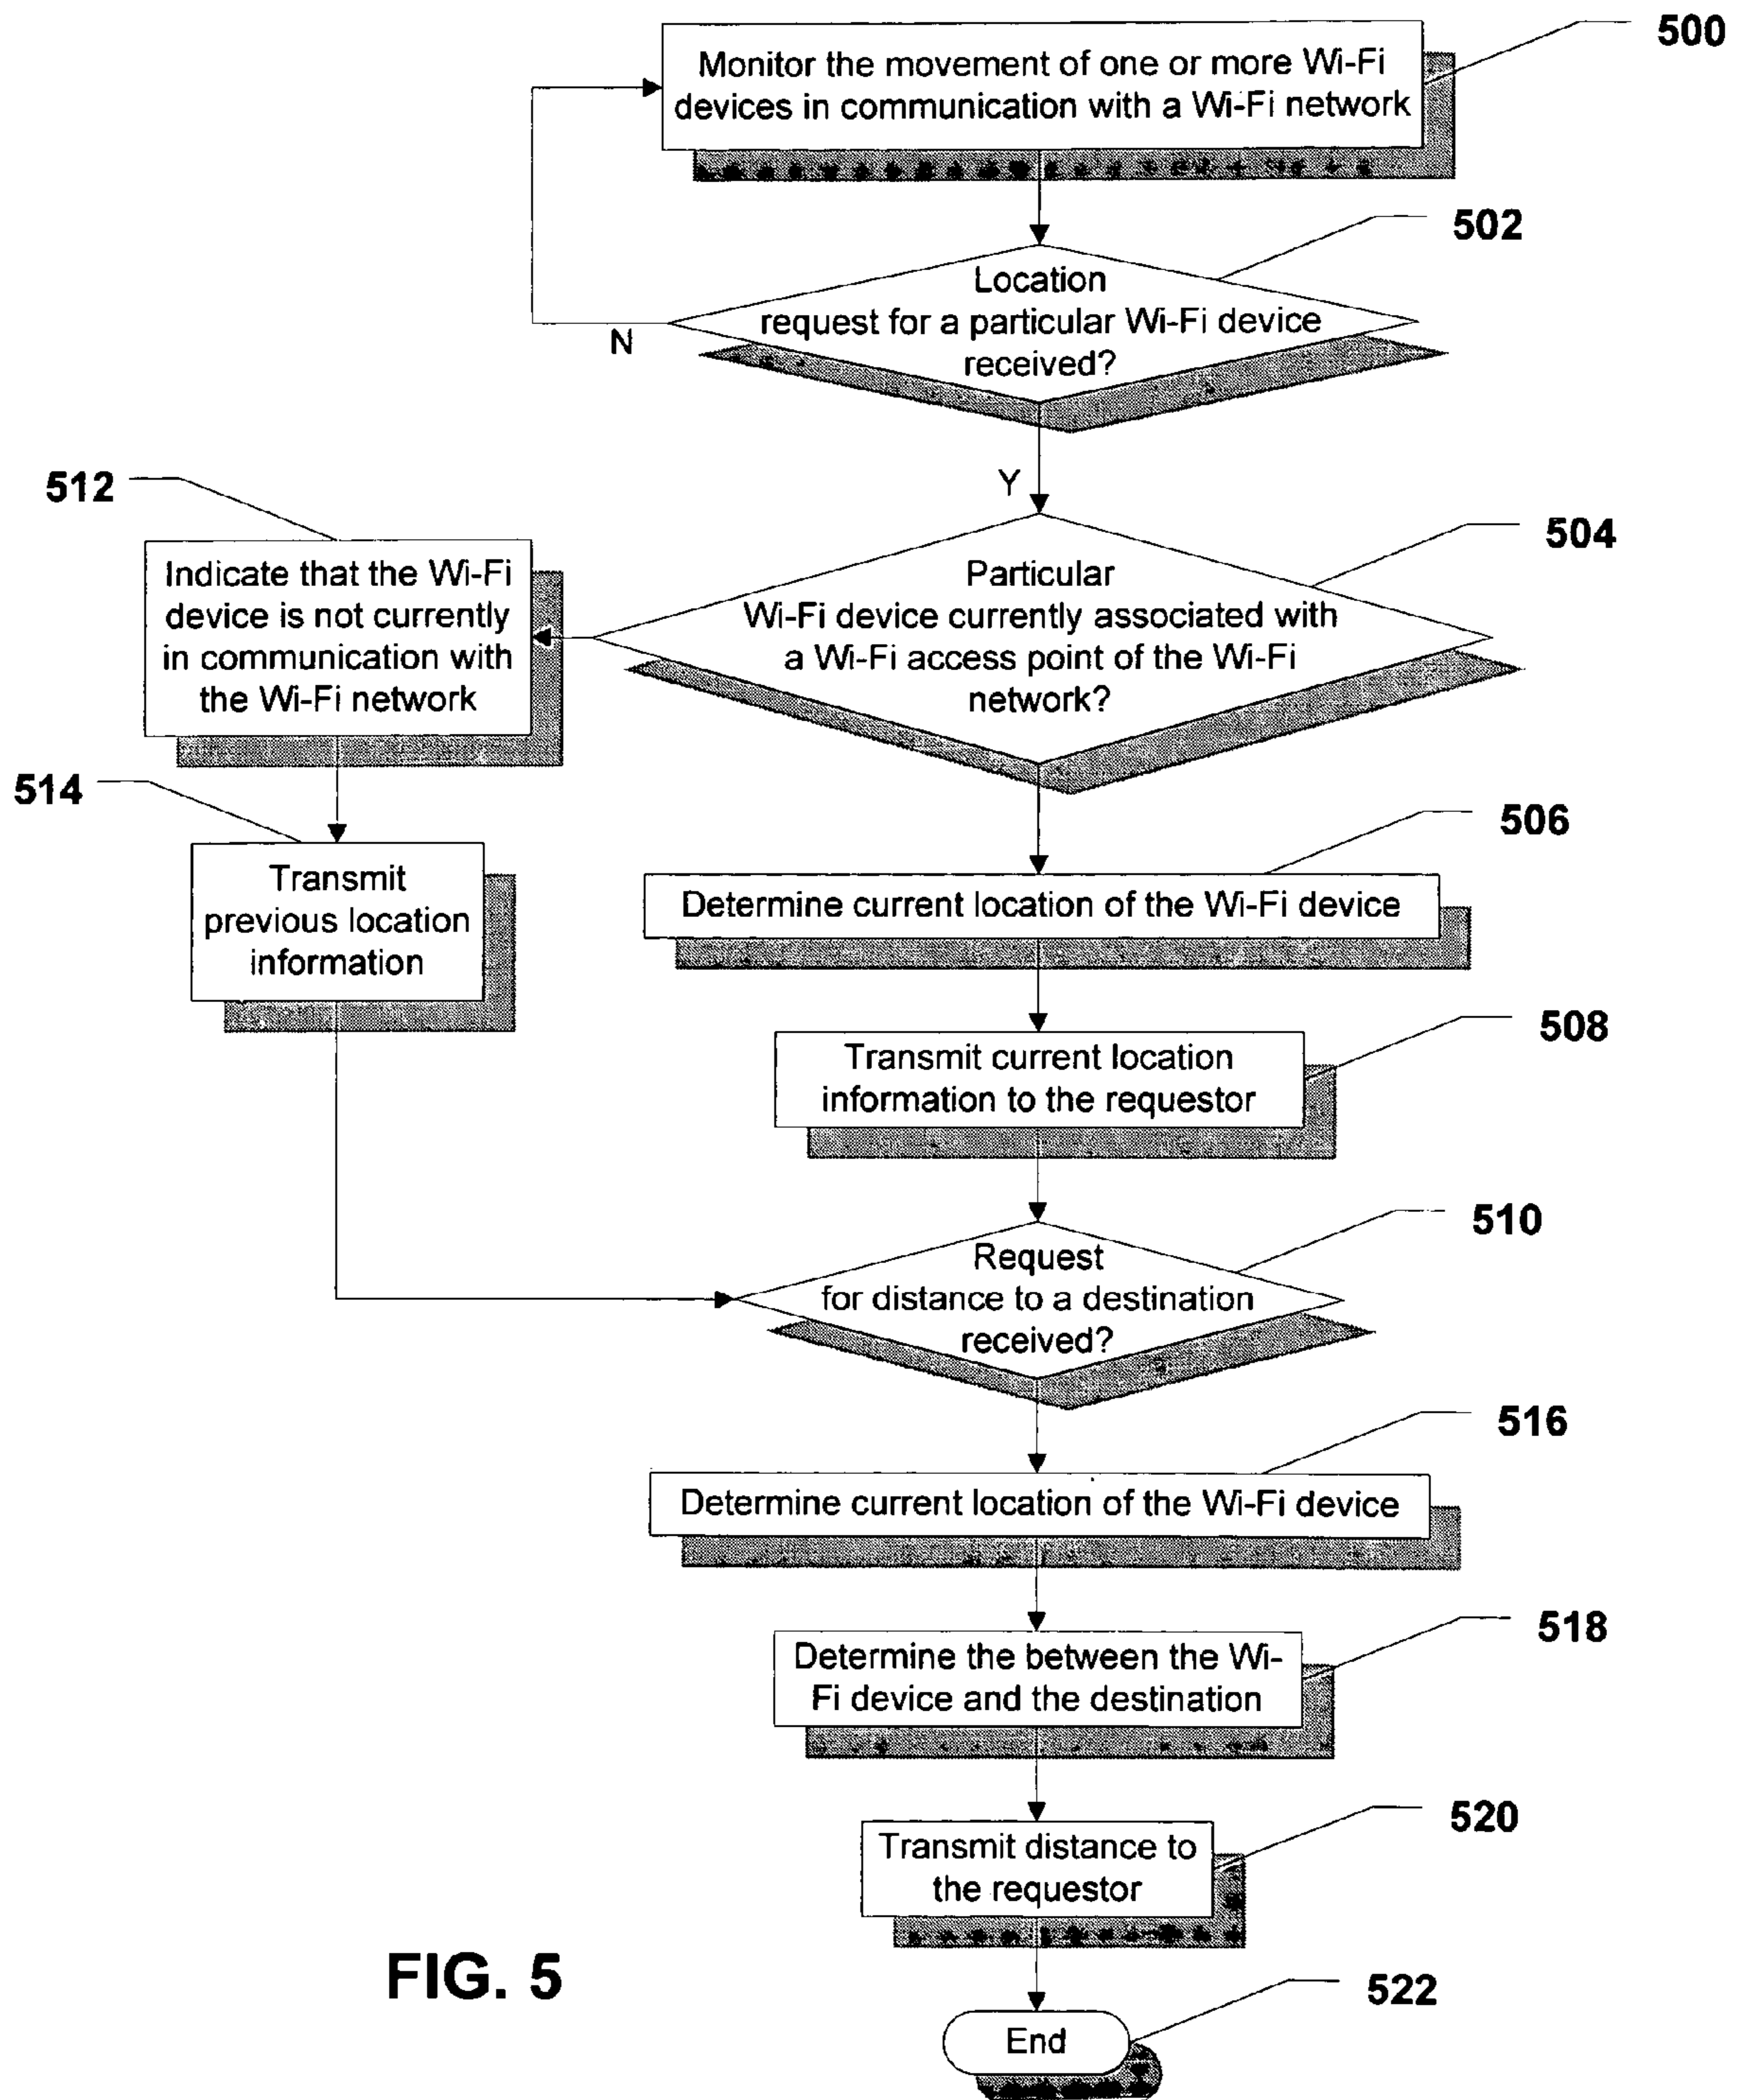 500
Monitor the movement of one or more Wi-Fi
devices in communication with a Wi-Fi network
502
Location
request for a particular Wi-Fi device
received?
N
Y
512
504
Indicate that the Wi-Fi
device is not currently
in communication with
the Wi-Fi network
Particular
Wi-Fi device currently associated with
a Wi-Fi access point of the Wi-Fi
network?
514
506
Transmit
previous location
information
Determine current location of the Wi-Fi device
508
Transmit current location
information to the requestor
510
Request
for distance to a destination
received?
516
Determine current location of the Wi-Fi device
518
Determine the between the Wi-
Fi device and the destination
520
Transmit distance to
the requestor
FIG. 5
522
End